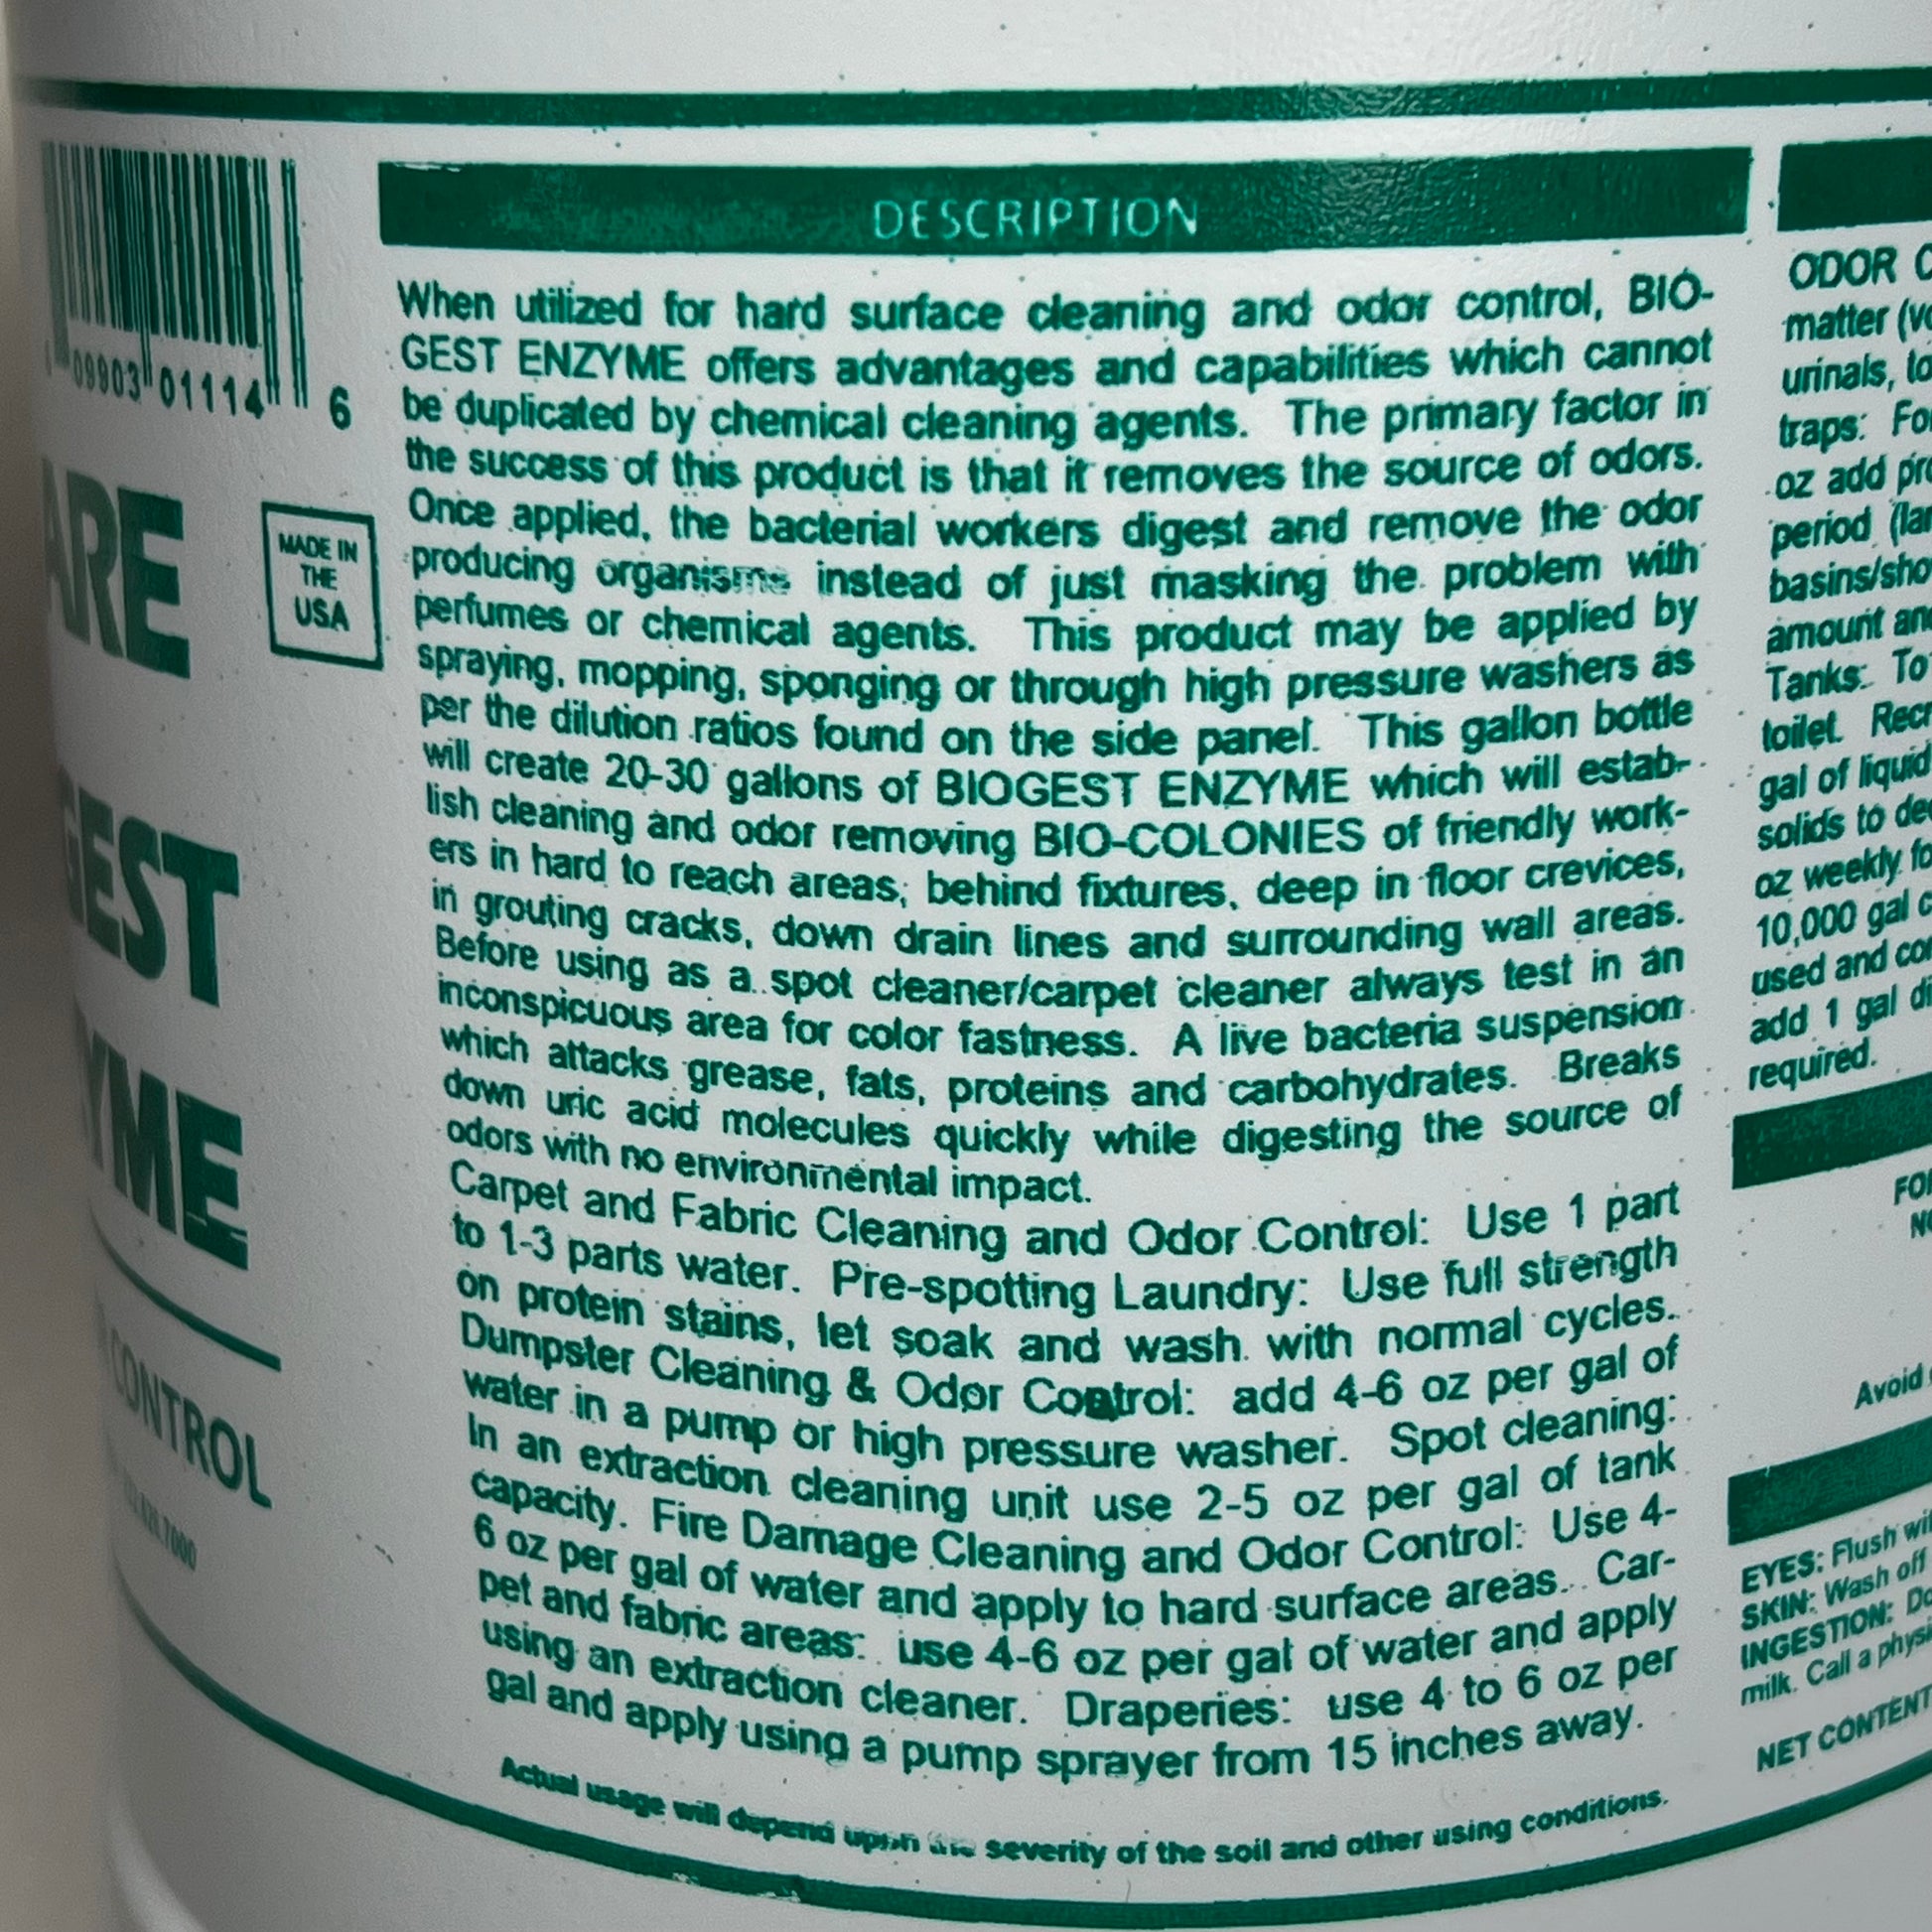 09903 01114 6
ARE
MADE IN
THE
USA
GEST
YME
CONTROL
7000
DESCRIPTION
When utilized for hard surface cleaning and odor control, BIO-
GEST ENZYME offers advantages and capabilities which cannot
be duplicated by chemical cleaning agents. The primary factor in
the success of this product is that it removes the source of odors.
Once applied, the bacterial workers digest and remove the odor
producing organisms instead of just masking the problem with
perfumes or chemical agents. This product may be applied by
spraying, mopping, sponging or through high pressure washers as
per the dilution ratios found on the side panel. This gallon bottle
will create 20-30 gallons of BIOGEST ENZYME which will estab-
lish cleaning and odor removing BIO-COLONIES of friendly work-
ers in hard to reach areas; behind fixtures, deep in floor crevices,
in grouting cracks, down drain lines and surrounding wall areas.
Before using as a spot cleaner/carpet cleaner always test in an
inconspicuous area for color fastness. A live bacteria suspension
which attacks grease, fats, proteins and carbohydrates. Breaks
down uric acid molecules quickly while digesting the source of
odors with no environmental impact.
Carpet and Fabric Cleaning and Odor Control: Use 1 part
to 1-3 parts water. Pre-spotting Laundry: Use full strength
on protein stains, let soak and wash with normal cycles.
Dumpster Cleaning & Odor Control: add 4-6 oz per gal of
water in a pump or high pressure washer. Spot cleaning:
In an extraction cleaning unit use 2-5 oz per gal of tank
capacity. Fire Damage Cleaning and Odor Control: Use 4-
6 oz per gal of water and apply to hard surface areas. Car-
pet and fabric areas: use 4-6 oz per gal of water and apply
using an extraction cleaner. Draperies: use 4 to 6 oz per
gal and apply using a pump sprayer from 15 inches away.
Actual usage will depend upon the severity of the soil and other using conditions.
ODOR C
matter (vo
urinals, to
traps: Fo
oz add pro
period (la
basins/sho
amount an
Tanks: To
toilet. Recr
gal of liquid
solids to de
oz weekly fo
10,000 gal c
used and co
add 1 gal di
required.
FO
NO
Avoid
EYES: Flush wi
SKIN: Wash off
INGESTION: Do
milk. Call a physi
NET CONTENT